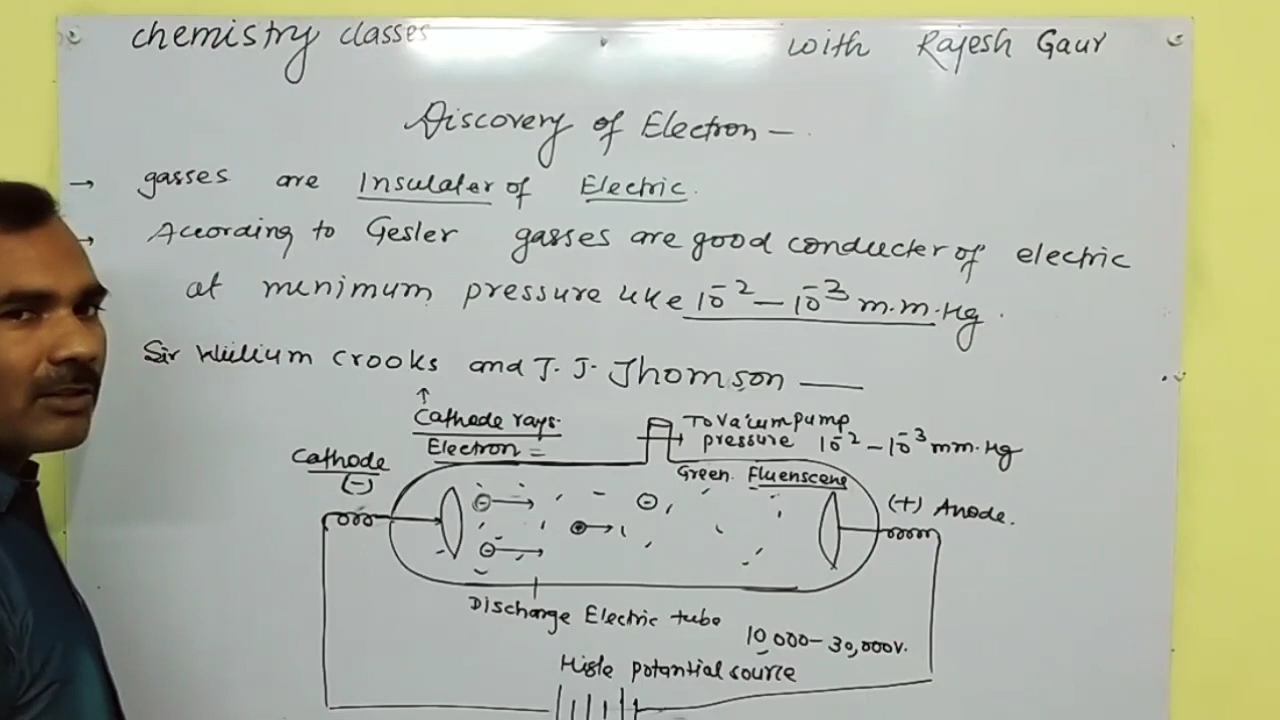 chemistry classes with Rajesh Gaur
Discovery of Electron —
→ gasses are Insulater of Electric.
→ According to Gesler gasses are good conducter of electric
at menimum pressure like 10⁻² — 10⁻³ m.m.Hg.
Sir William crooks and J. J. Jhomson —
↑
Cathode rays.
Electron =
To Vacuum pump
pressure 10⁻² — 10⁻³ mm.Hg
Cathode
(-)
Green Fluenscene
(+) Anode.
Discharge Electric tube
10,000 — 30,000v.
Highe potantial source